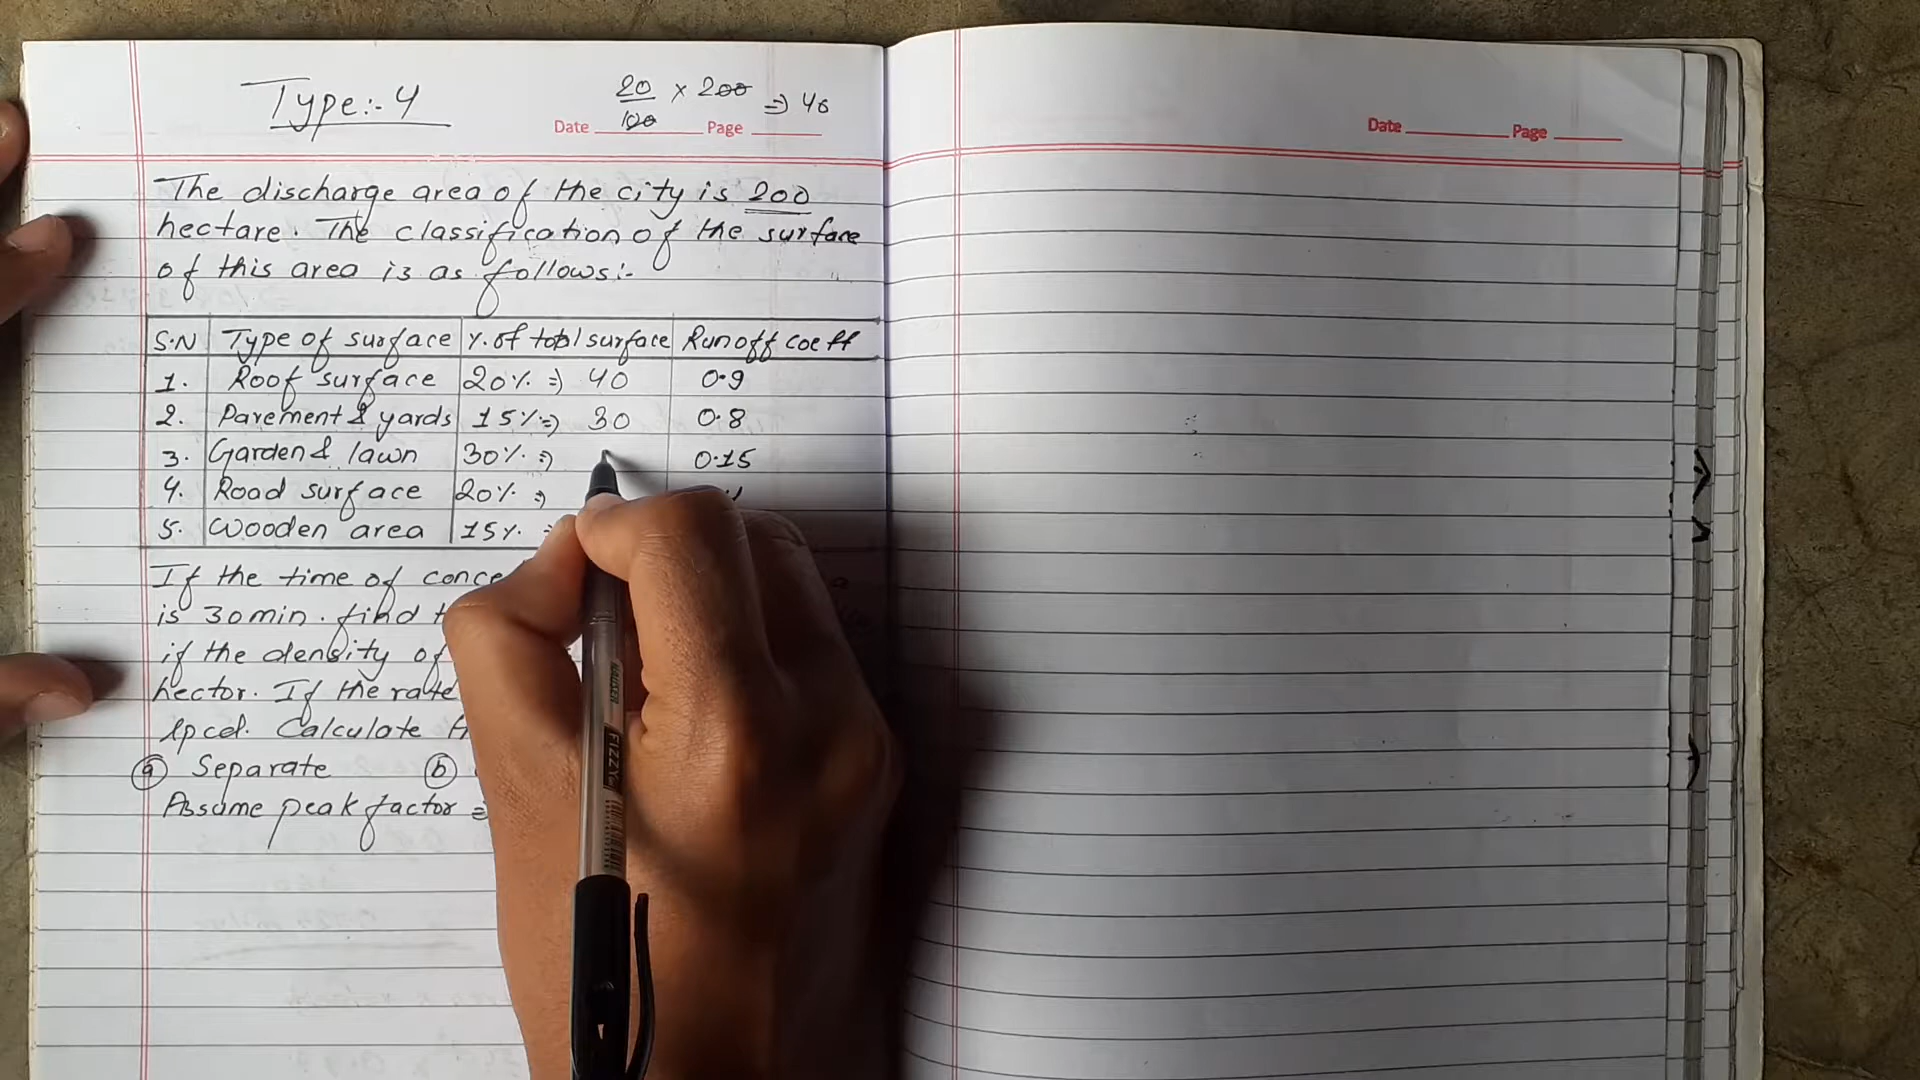 Type:- 4
20/100 × 200 => 40
Date Page
Date Page
The discharge area of the city is 200
hectare. The classification of the surface
of this area is as follows:-
S.N Type of surface %. of total surface Runoff coeff
1. Roof surface 20% => 40 0.9
2. Pavement & yards 15% => 30 0.8
3. Garden & lawn 30% => 0.15
4. Road surface 20% =>
5. Wooden area 15%.
If the time of conce
is 30min. find
if the density of
hector. If the rate
lpcd. Calculate
(a) Separate (b)
Assume peak factor =
HAUSER
FIZZY